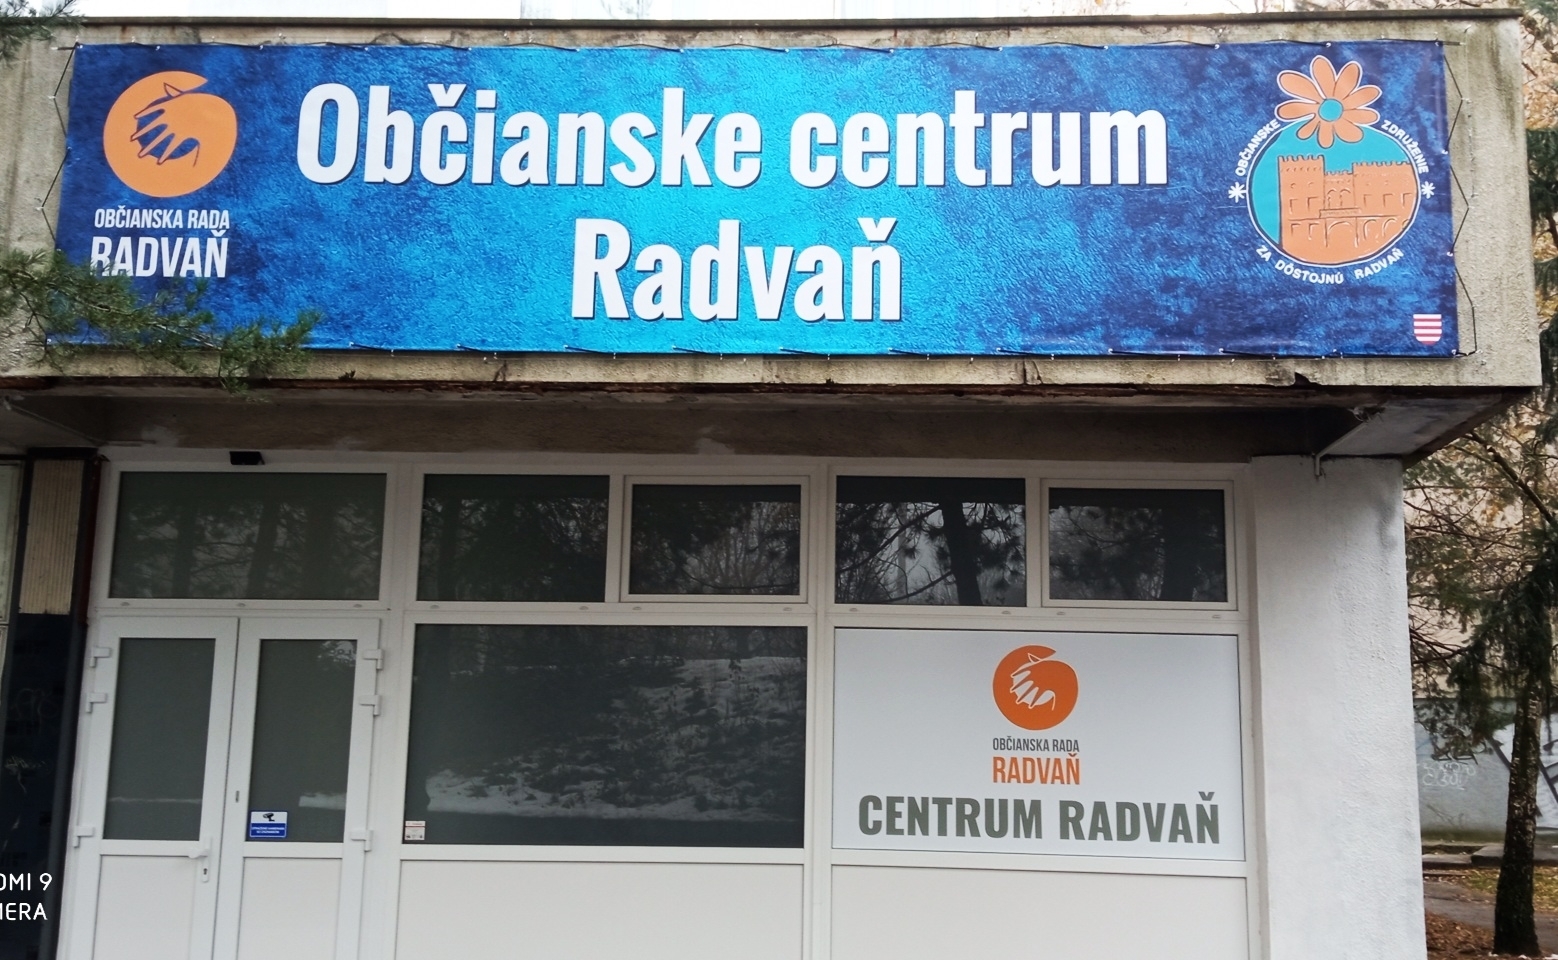 Občianske centrum
Radvaň
OBČIANSKA RADA
RADVAŇ
OBČIANSKE ZDRUŽENIE
ZA DÔSTOJNÚ RADVAŇ
OBČIANSKA RADA
RADVAŇ
CENTRUM RADVAŇ